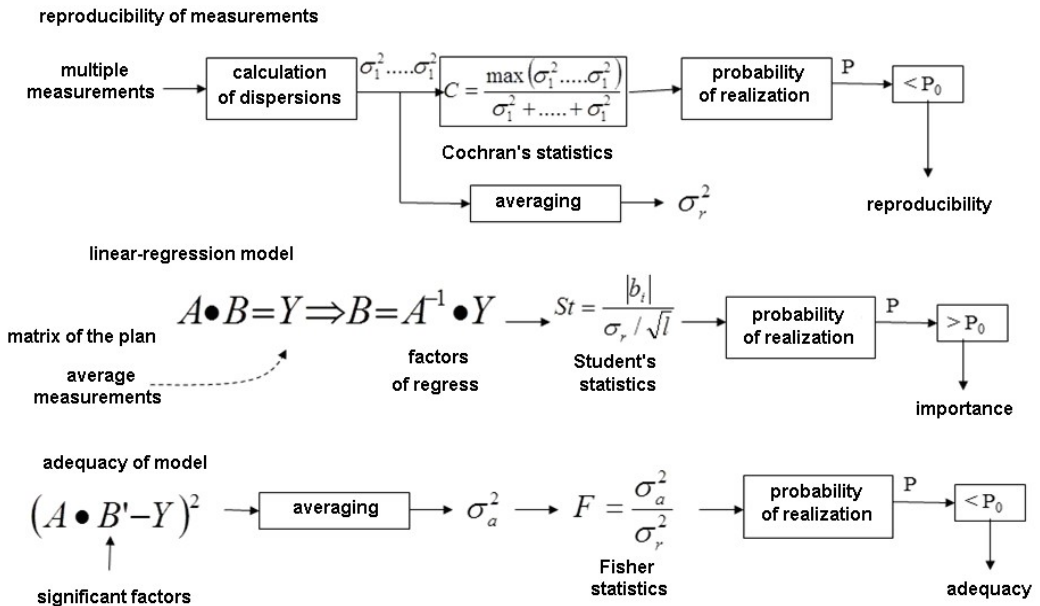 reproducibility of measurements
multiple
measurements
calculation
of dispersions
σ₁².....σ₁²
C = max(σ₁².....σ₁²) / σ₁² + ..... + σ₁²
Cochran's statistics
probability
of realization
P
< P₀
reproducibility
averaging
σᵣ²
linear-regression model
A•B=Y⇒B=A⁻¹•Y
matrix of the plan
average
measurements
factors
of regress
St = |bᵢ| / σᵣ / √l
Student's
statistics
probability
of realization
P
> P₀
importance
adequacy of model
(A • B'−Y)²
significant factors
averaging
σₐ²
F = σₐ² / σᵣ²
Fisher
statistics
probability
of realization
P
< P₀
adequacy